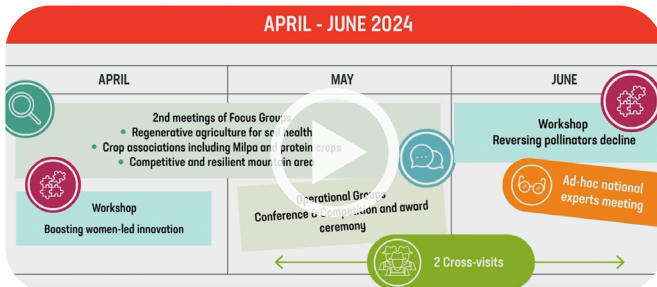 APRIL - JUNE 2024
APRIL
MAY
JUNE
2nd meetings of Focus Groups
Regenerative agriculture for soil health
Crop associations including Milpa and protein crops
Competitive and resilient mountain area
Workshop
Reversing pollinators decline
Ad-hoc national
experts meeting
Workshop
Boosting women-led innovation
Operational Groups
Conference & Competition and award
ceremony
2 Cross-visits